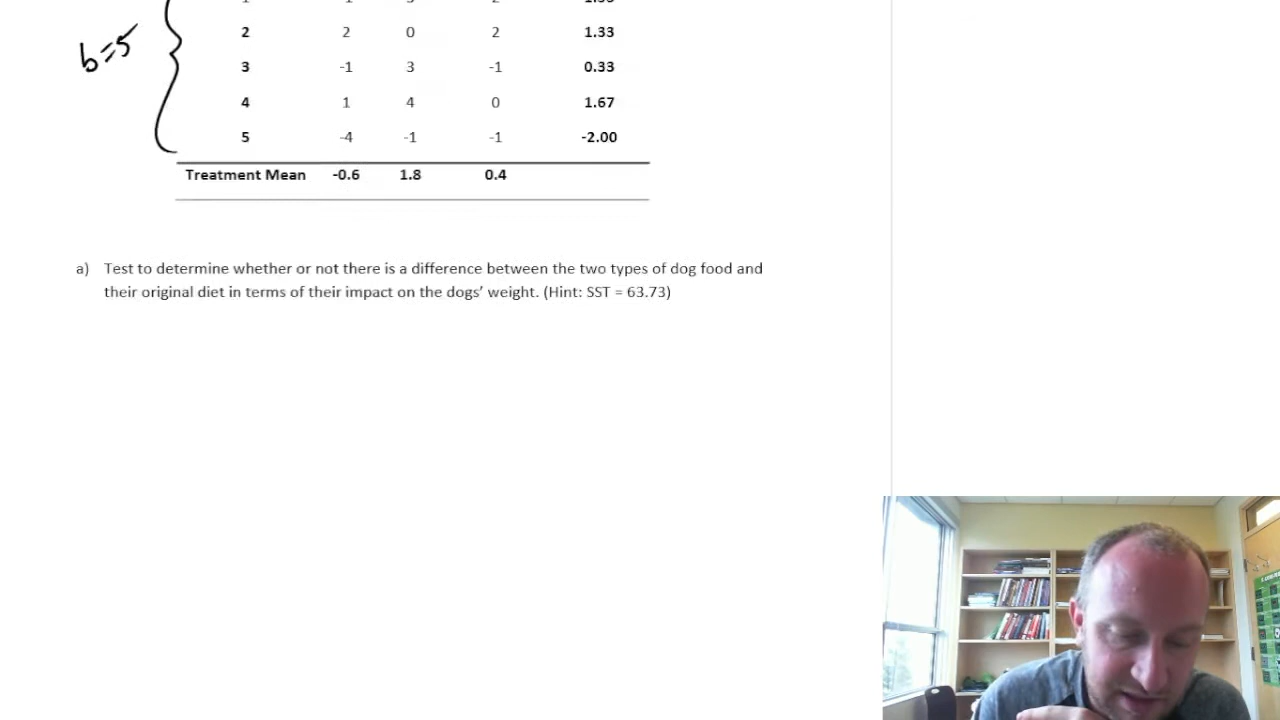 2 2 0 2 1.33
b=5
3 -1 3 -1 0.33
4 1 4 0 1.67
5 -4 -1 -1 -2.00
Treatment Mean -0.6 1.8 0.4
a) Test to determine whether or not there is a difference between the two types of dog food and
their original diet in terms of their impact on the dogs’ weight. (Hint: SST = 63.73)